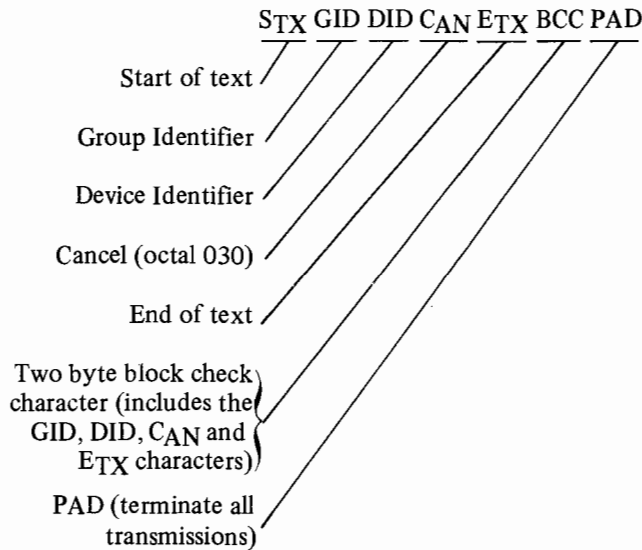 STX GID DID CAN ETX BCC PAD
Start of text
Group Identifier
Device Identifier
Cancel (octal 030)
End of text
Two byte block check
character (includes the
GID, DID, CAN and
ETX characters)
PAD (terminate all
transmissions)